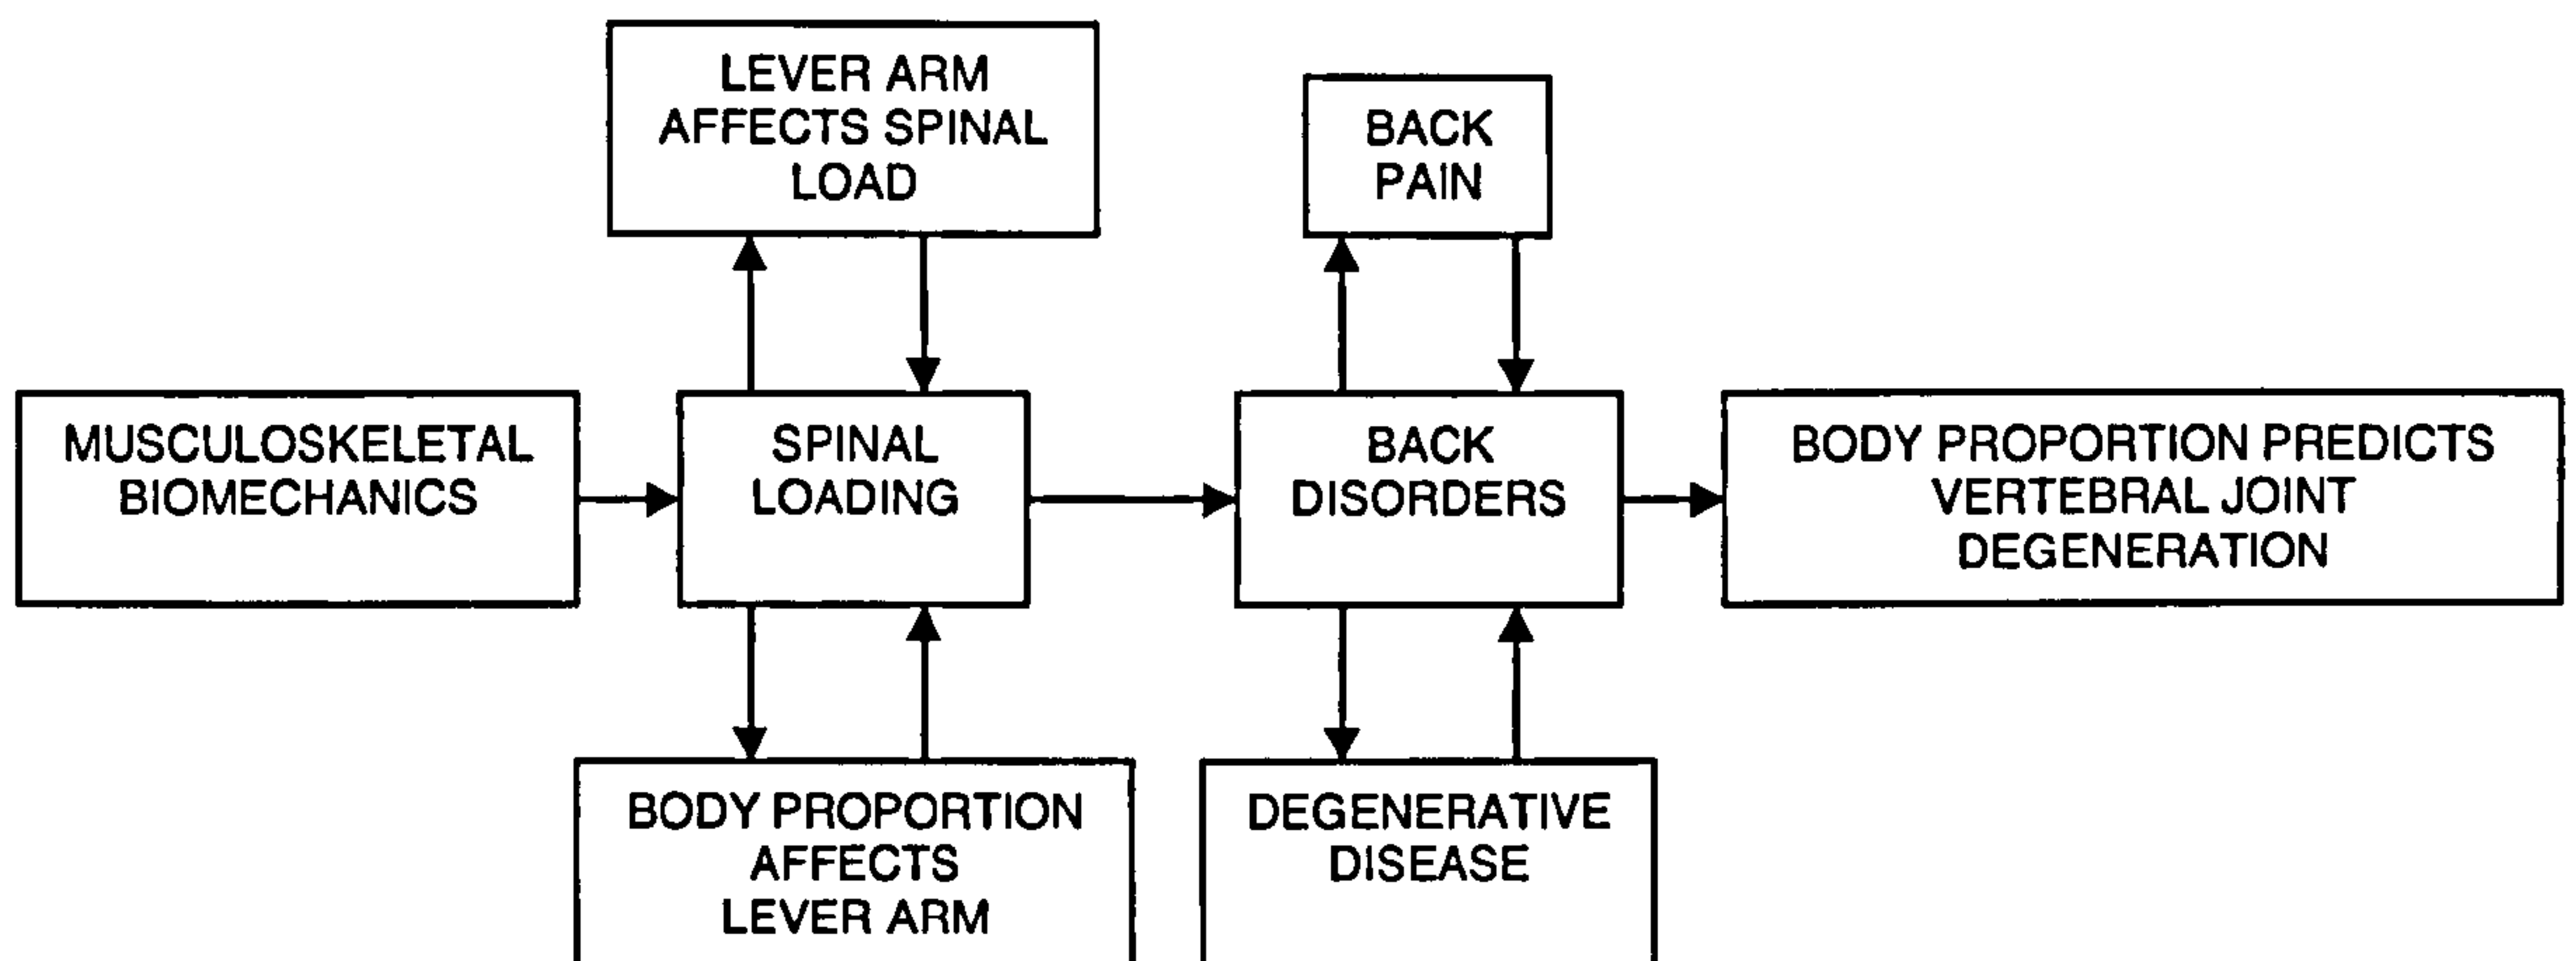 LEVER ARM
AFFECTS SPINAL
LOAD
BACK
PAIN
MUSCULOSKELETAL
BIOMECHANICS
SPINAL
LOADING
BACK
DISORDERS
BODY PROPORTION PREDICTS
VERTEBRAL JOINT
DEGENERATION
BODY PROPORTION
AFFECTS
LEVER ARM
DEGENERATIVE
DISEASE